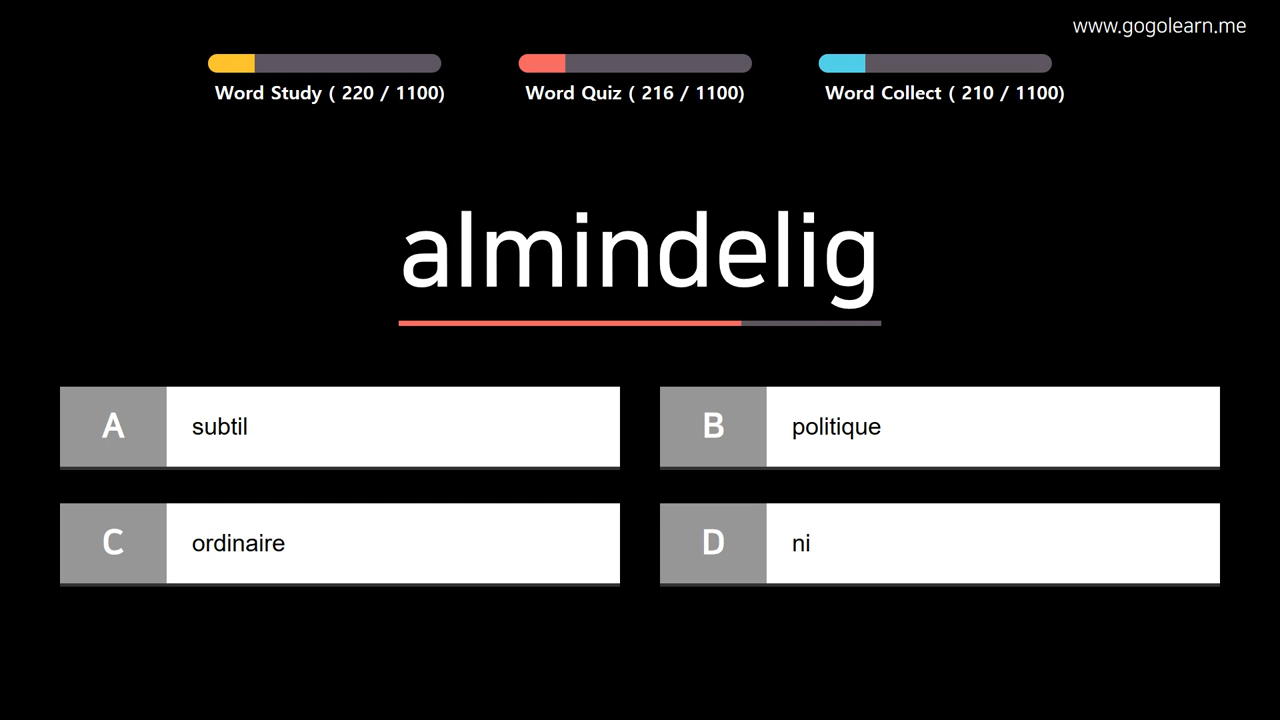 www.gogolearn.me
Word Study ( 220 / 1100)
Word Quiz ( 216 / 1100)
Word Collect ( 210 / 1100)
almindelig
A subtil
B politique
C ordinaire
D ni